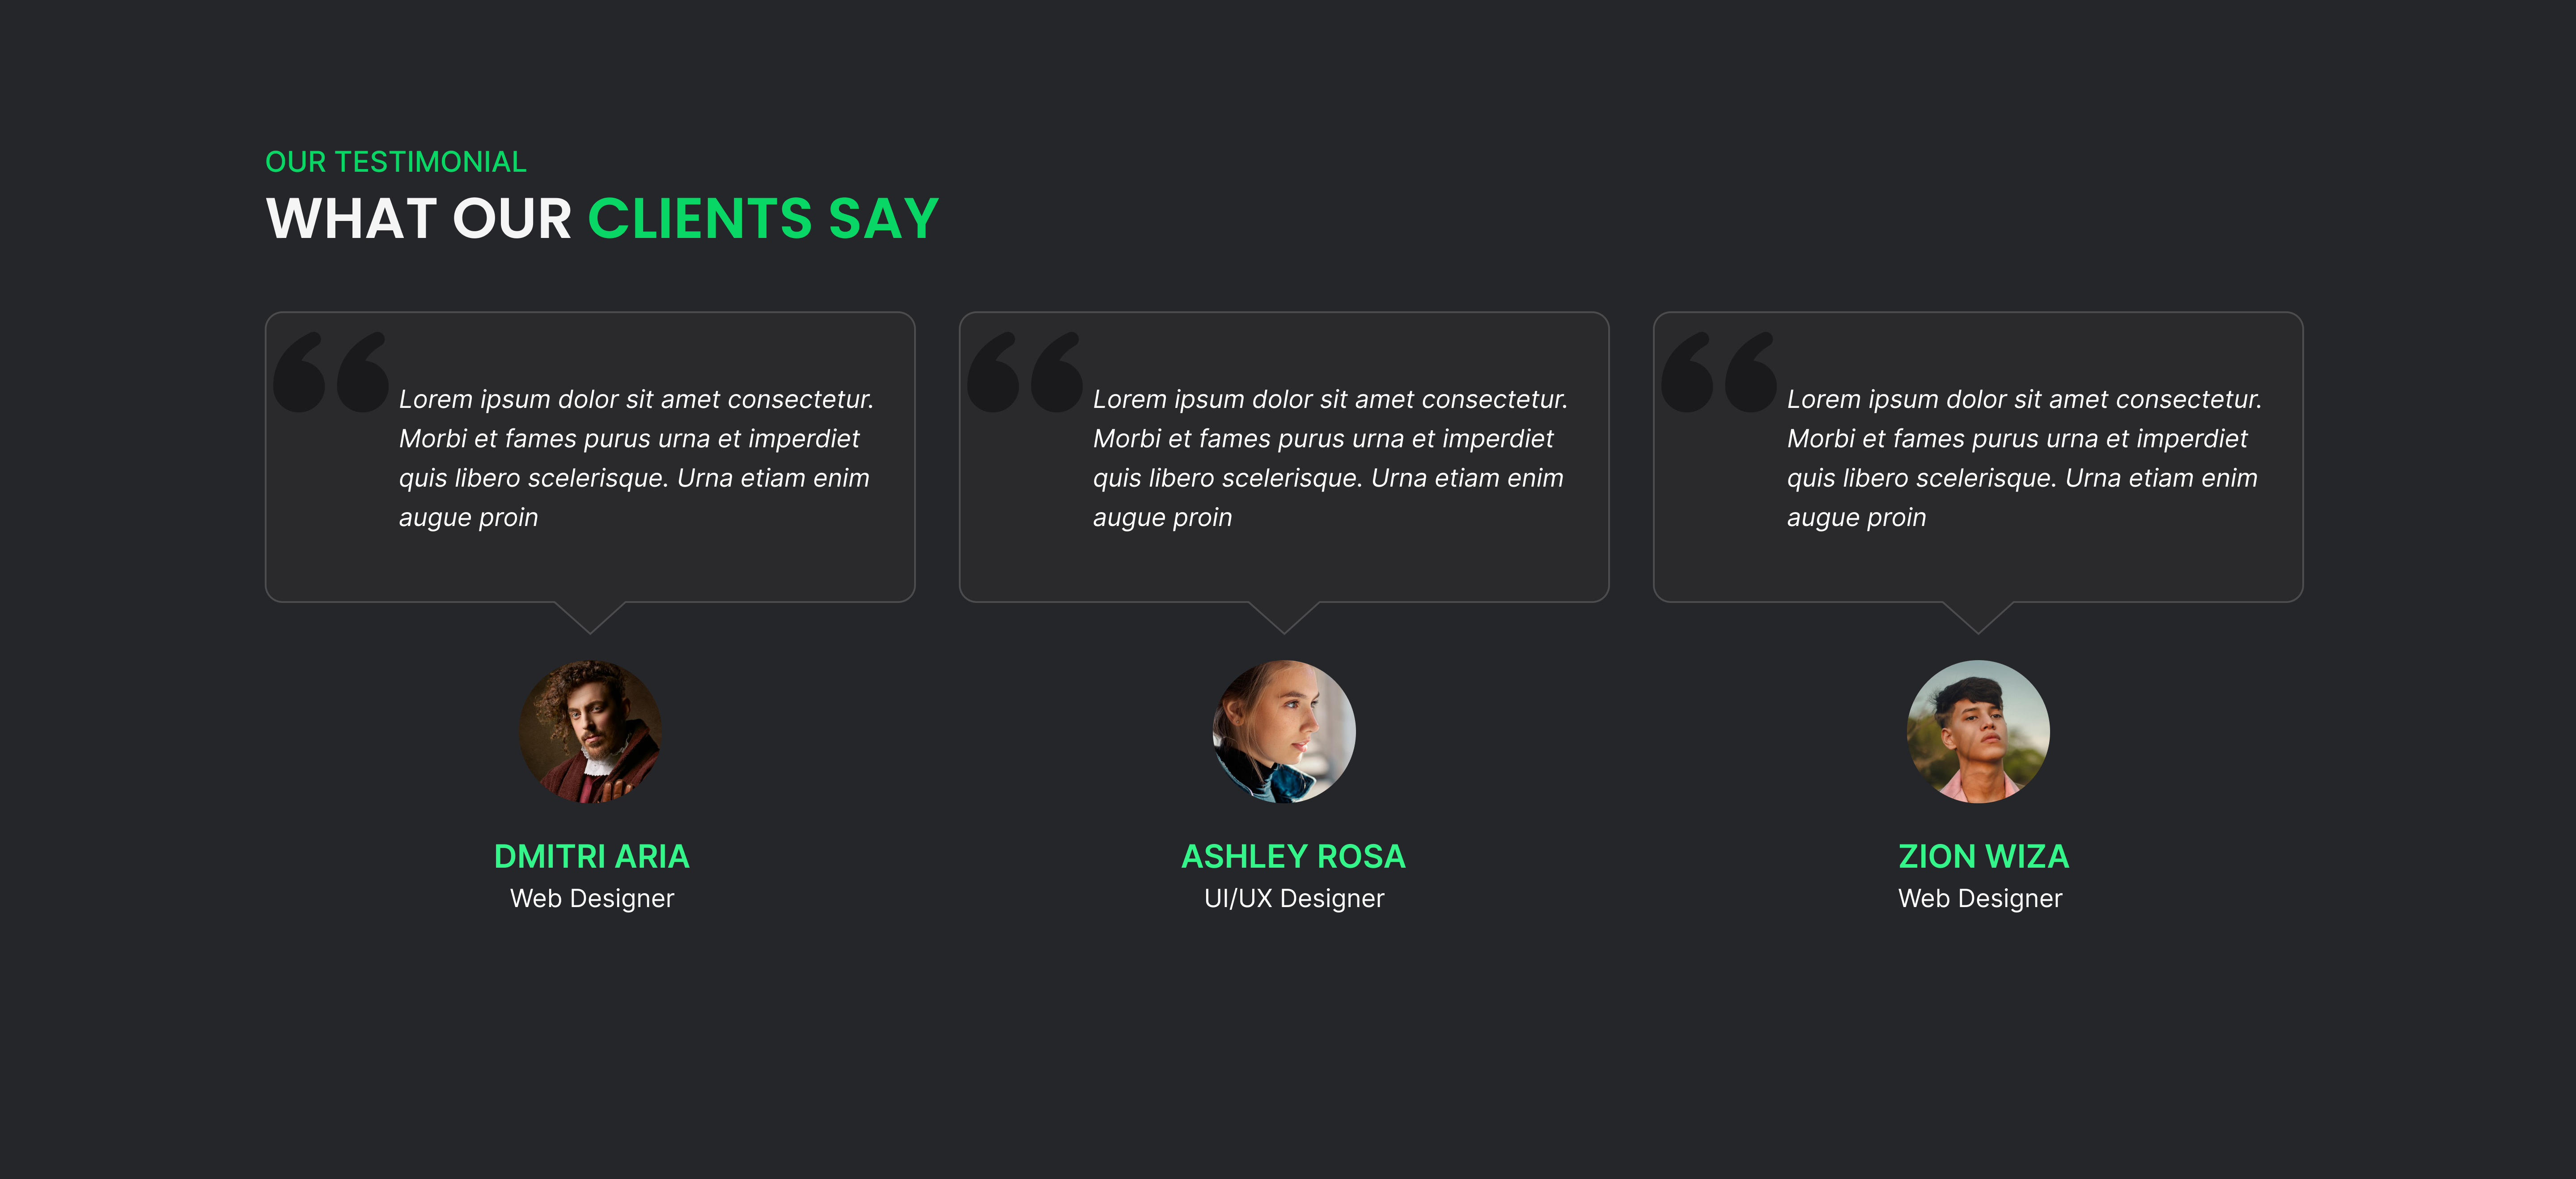 OUR TESTIMONIAL
WHAT OUR CLIENTS SAY
Lorem ipsum dolor sit amet consectetur.
Morbi et fames purus urna et imperdiet
quis libero scelerisque. Urna etiam enim
augue proin
DMITRI ARIA
Web Designer
Lorem ipsum dolor sit amet consectetur.
Morbi et fames purus urna et imperdiet
quis libero scelerisque. Urna etiam enim
augue proin
ASHLEY ROSA
UI/UX Designer
Lorem ipsum dolor sit amet consectetur.
Morbi et fames purus urna et imperdiet
quis libero scelerisque. Urna etiam enim
augue proin
ZION WIZA
Web Designer